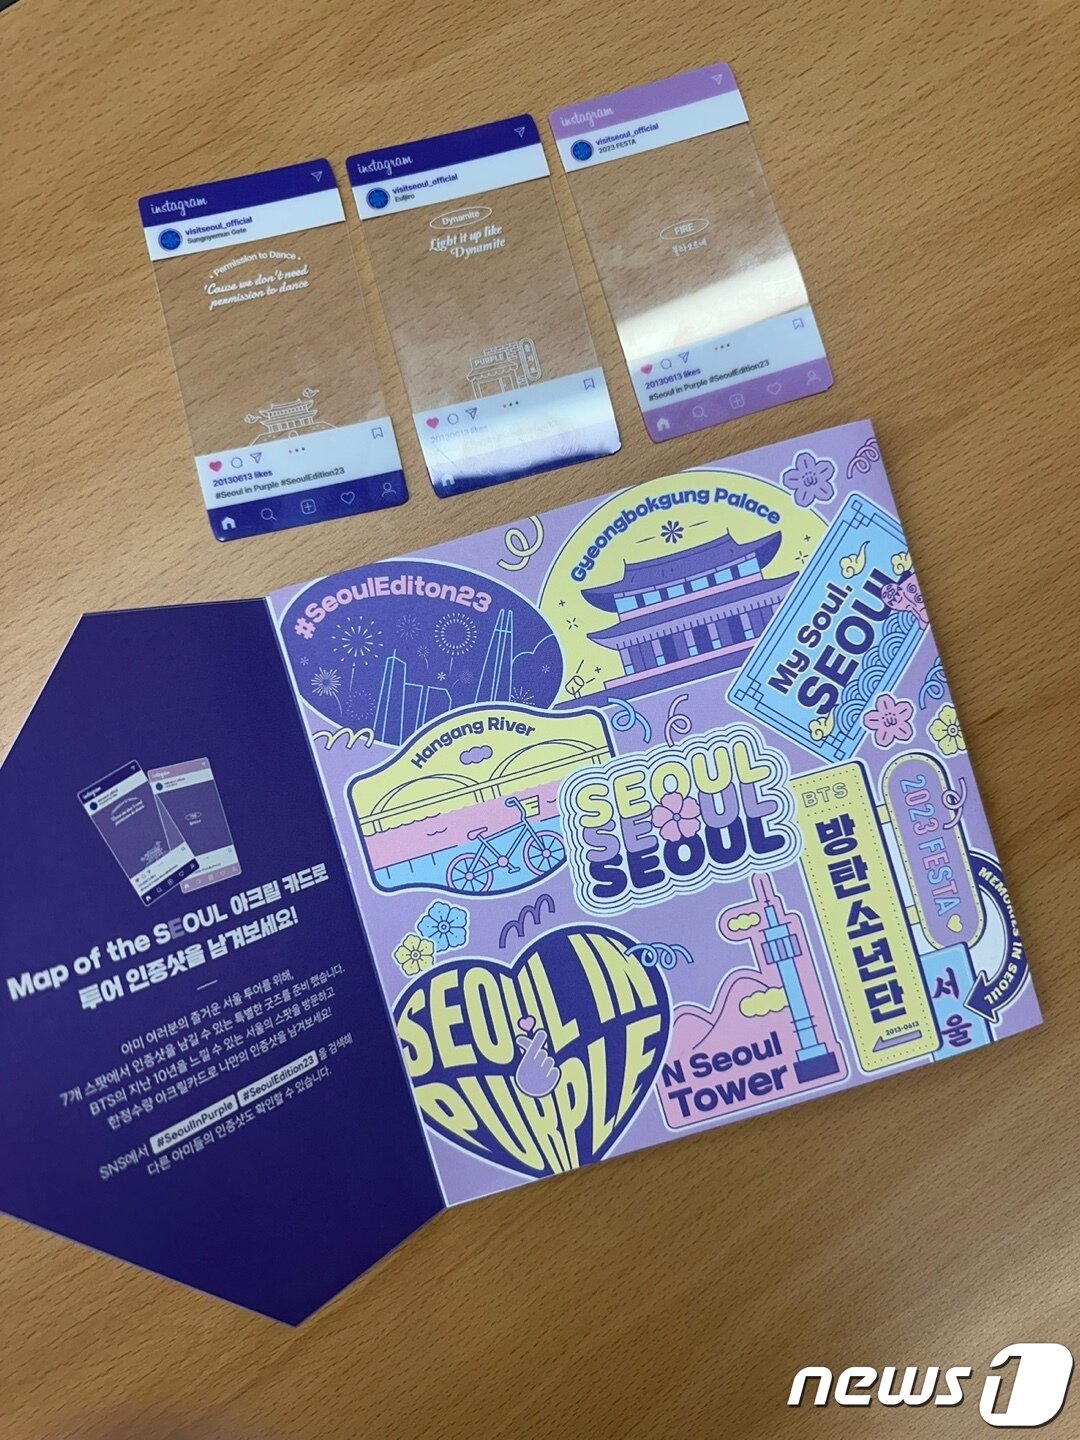 instagram
visitseoul_official
Sungnyemun Gate
Permission to Dance
'Cause we don't need
permission to dance
20130613 likes
#Seoul in Purple #SeoulEdition23
instagram
visitseoul_official
Euljiro
Dynamite
Light it up like
Dynamite
PURPLE
20130613 likes
instagram
visitseoul_official
2023 FESTA
FIRE
불타오르네
20130613 likes
#Seoul in Purple #SeoulEdition23
instagram
instagram
Map of the SEOUL 아크릴 카드로
투어 인증샷을 남겨보세요!
아미 여러분의 즐거운 서울 투어를 위해,
7개 스팟에서 인증샷을 남길 수 있는 특별한 굿즈를 준비 했습니다.
BTS의 지난 10년을 느낄 수 있는 서울의 스팟을 방문하고
한정수량 아크릴카드로 나만의 인증샷을 남겨보세요!
SNS에서 #SeoulInPurple #SeoulEdition23 을 검색해
다른 아미들의 인증샷도 확인할 수 있습니다.
#SeoulEditon23
Gyeongbokgung Palace
My Soul,
SEOUL
Hangang River
SEOUL
SEOUL
SEOUL
BTS
방탄소년단
2013-0613
2023 FESTA
MEMORIES IN SEOUL
서울
SEOUL IN
PURPLE
N Seoul
Tower
news1